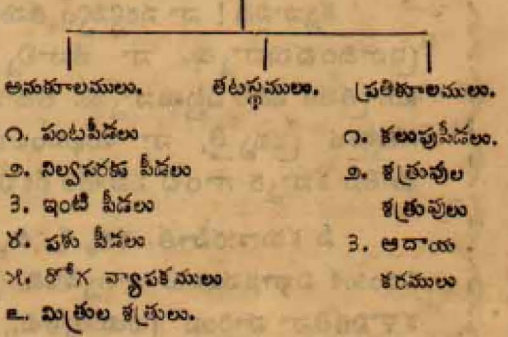 అనుకూలములు. తటస్థములు. ప్రతికూలములు.
౧. పంటపీడలు
౨. నిల్వపరకు పీడలు
౩. ఇంటి పీడలు
౪. పశు పీడలు
౫. రోగ వ్యాపకములు
౬. మిత్రుల శత్రులు.
౧. కలుపుపీడలు.
౨. శత్రువుల
శత్రువులు
౩. ఆదాయ
కరములు